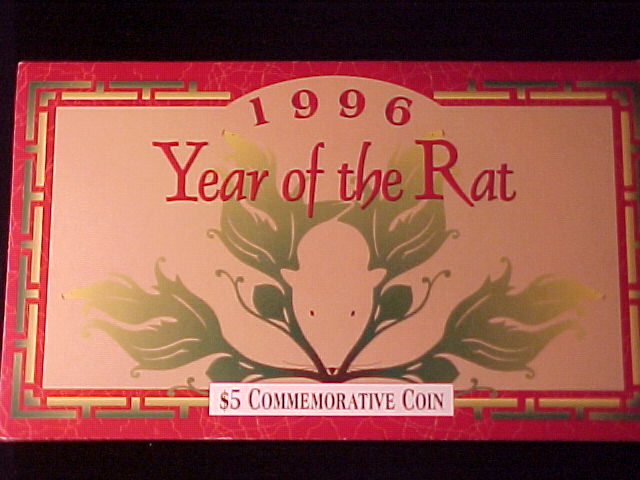 1996
Year of the Rat
$5 COMMEMORATIVE COIN